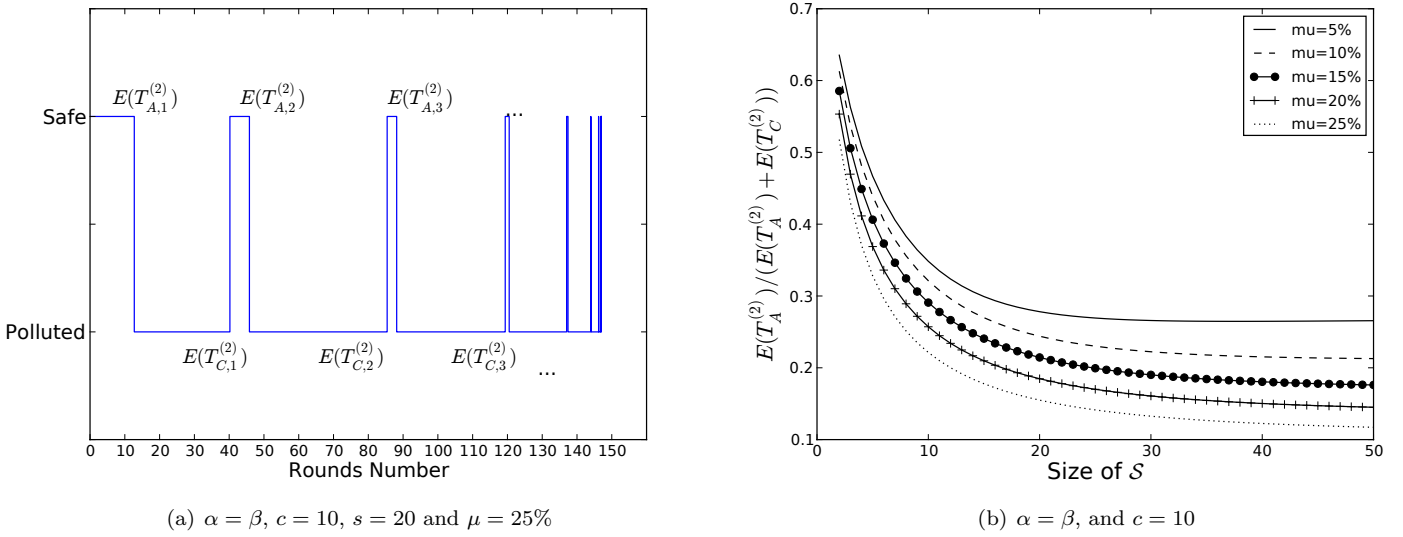 Safe
Polluted
E(T_{A,1}^{(2)})
E(T_{A,2}^{(2)})
E(T_{A,3}^{(2)})
...
E(T_{C,1}^{(2)})
E(T_{C,2}^{(2)})
E(T_{C,3}^{(2)})
...
0 10 20 30 40 50 60 70 80 90 100 110 120 130 140 150
Rounds Number
(a) α = β, c = 10, s = 20 and μ = 25%
E(T_A^{(2)})/(E(T_A^{(2)})+E(T_C^{(2)}))
0.7
0.6
0.5
0.4
0.3
0.2
0.1
mu=5%
mu=10%
mu=15%
mu=20%
mu=25%
0 10 20 30 40 50
Size of 𝒮
(b) α = β, and c = 10